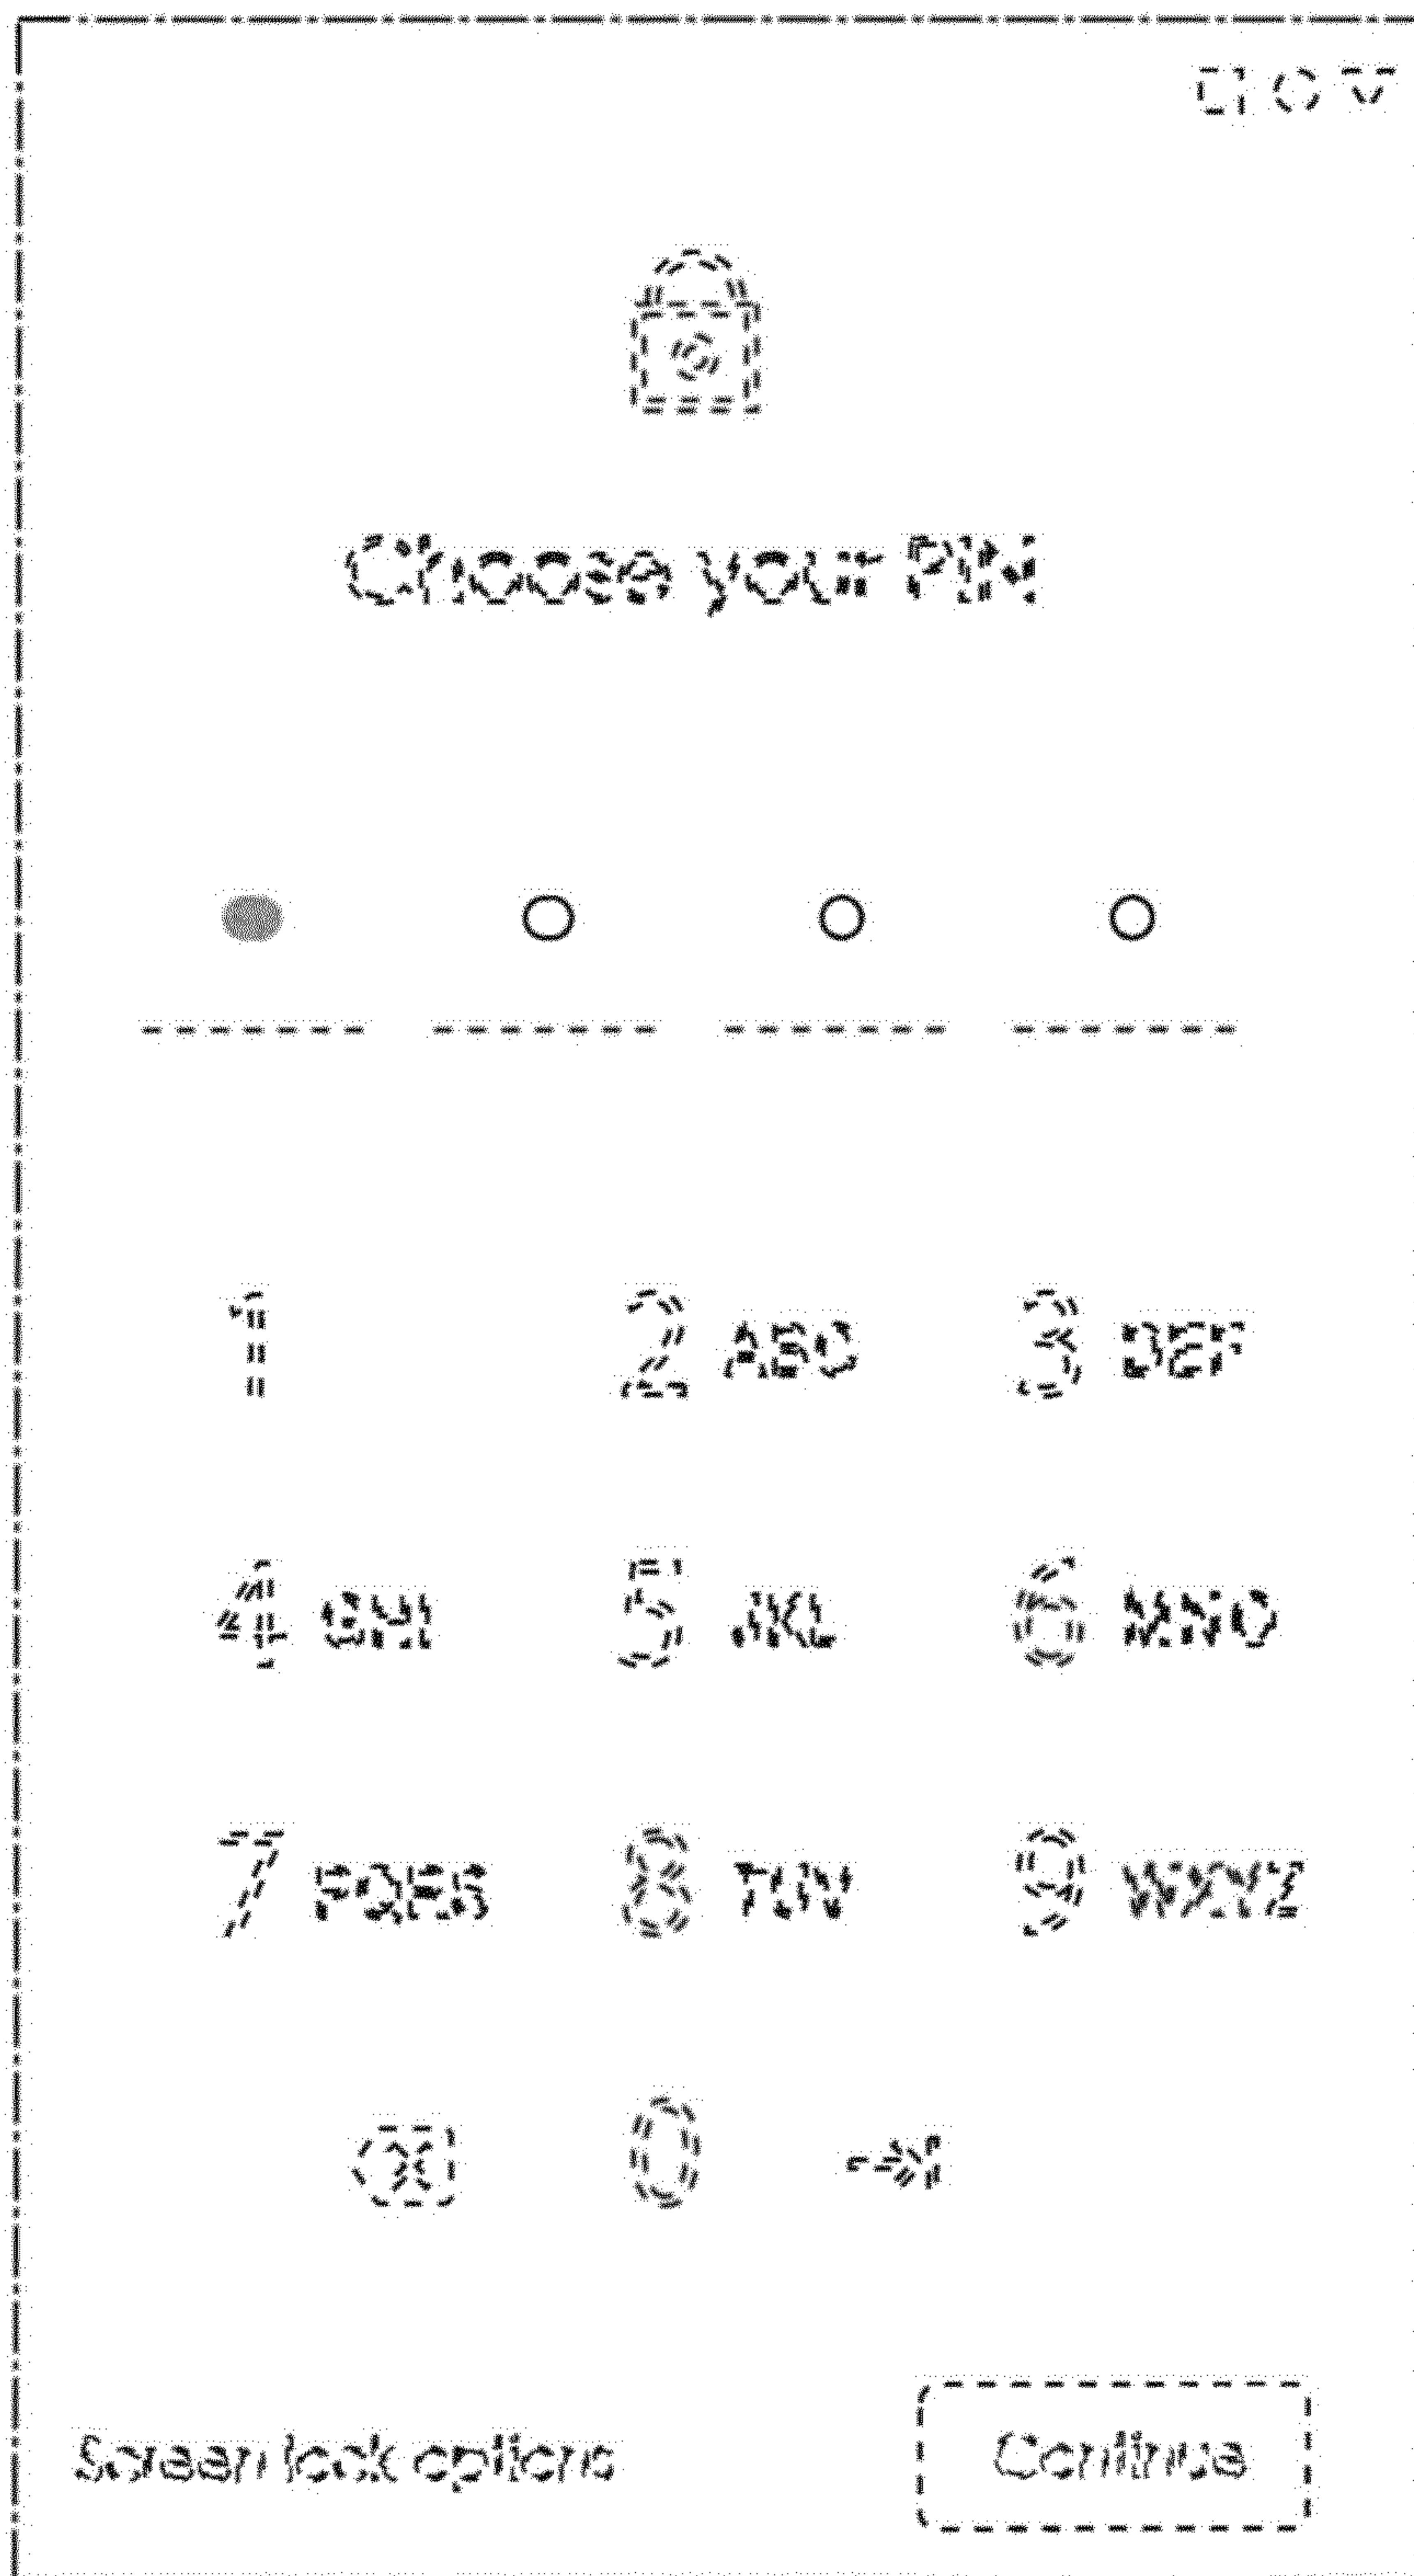 Choose your PIN
1 2 ABC 3 DEF
4 GHI 5 JKL 6 MNO
7 PQRS 8 TUV 9 WXYZ
0
Screen lock options Continue